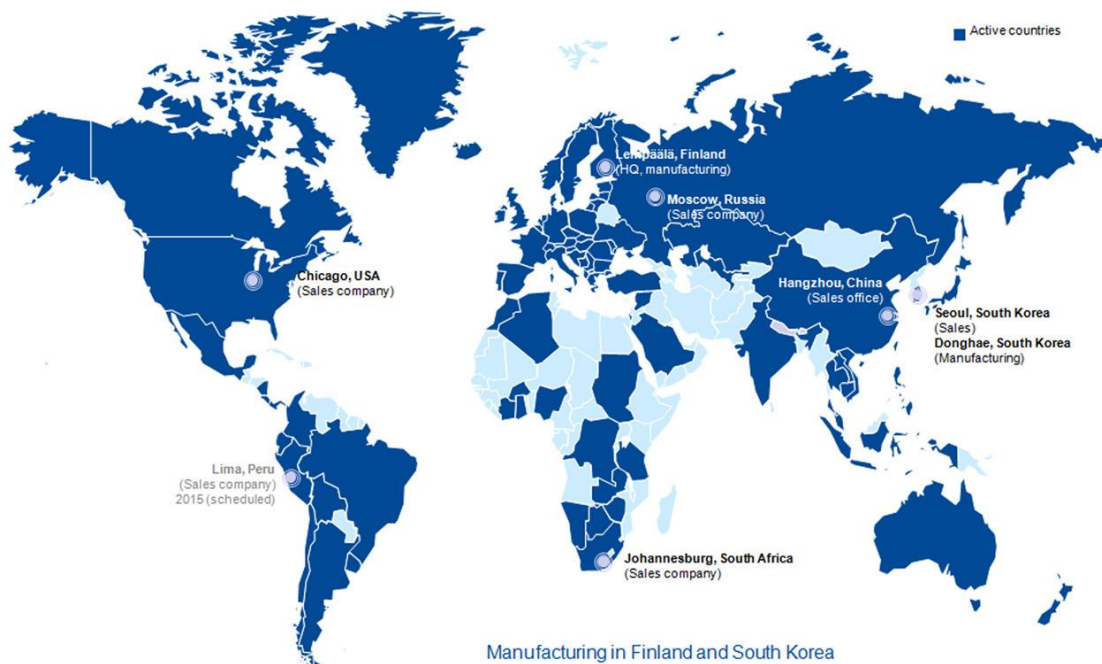 Active countries
Lempäälä, Finland
(HQ, manufacturing)
Moscow, Russia
(Sales company)
Chicago, USA
(Sales company)
Hangzhou, China
(Sales office)
Seoul, South Korea
(Sales)
Donghae, South Korea
(Manufacturing)
Lima, Peru
(Sales company)
2015 (scheduled)
Johannesburg, South Africa
(Sales company)
Manufacturing in Finland and South Korea